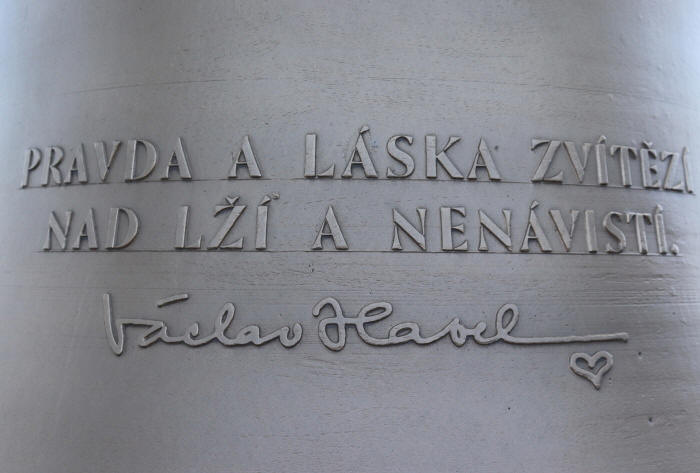 PRAVDA A LÁSKA ZVÍTĚZÍ
NAD LŽÍ A NENÁVISTÍ.
Václav Havel